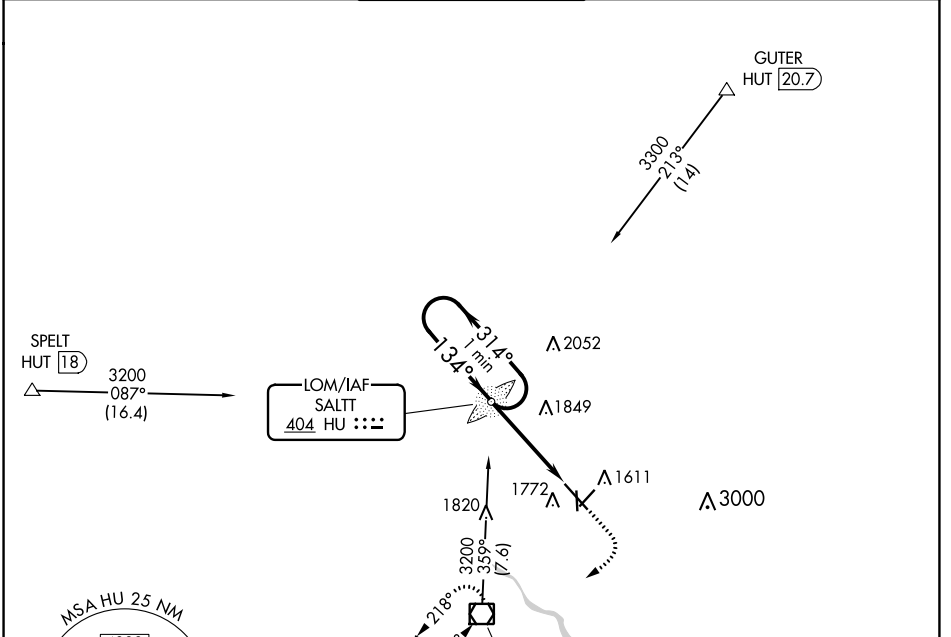 GUTER
HUT 20.7
3300
213°
(14)
SPELT
HUT 18
3200
087°
(16.4)
LOM/IAF
SALTT
404 HU
314°
1 min
134°
2052
1849
1772
1611
3000
1820
3200
359°
(7.6)
218°
MSA HU 25 NM